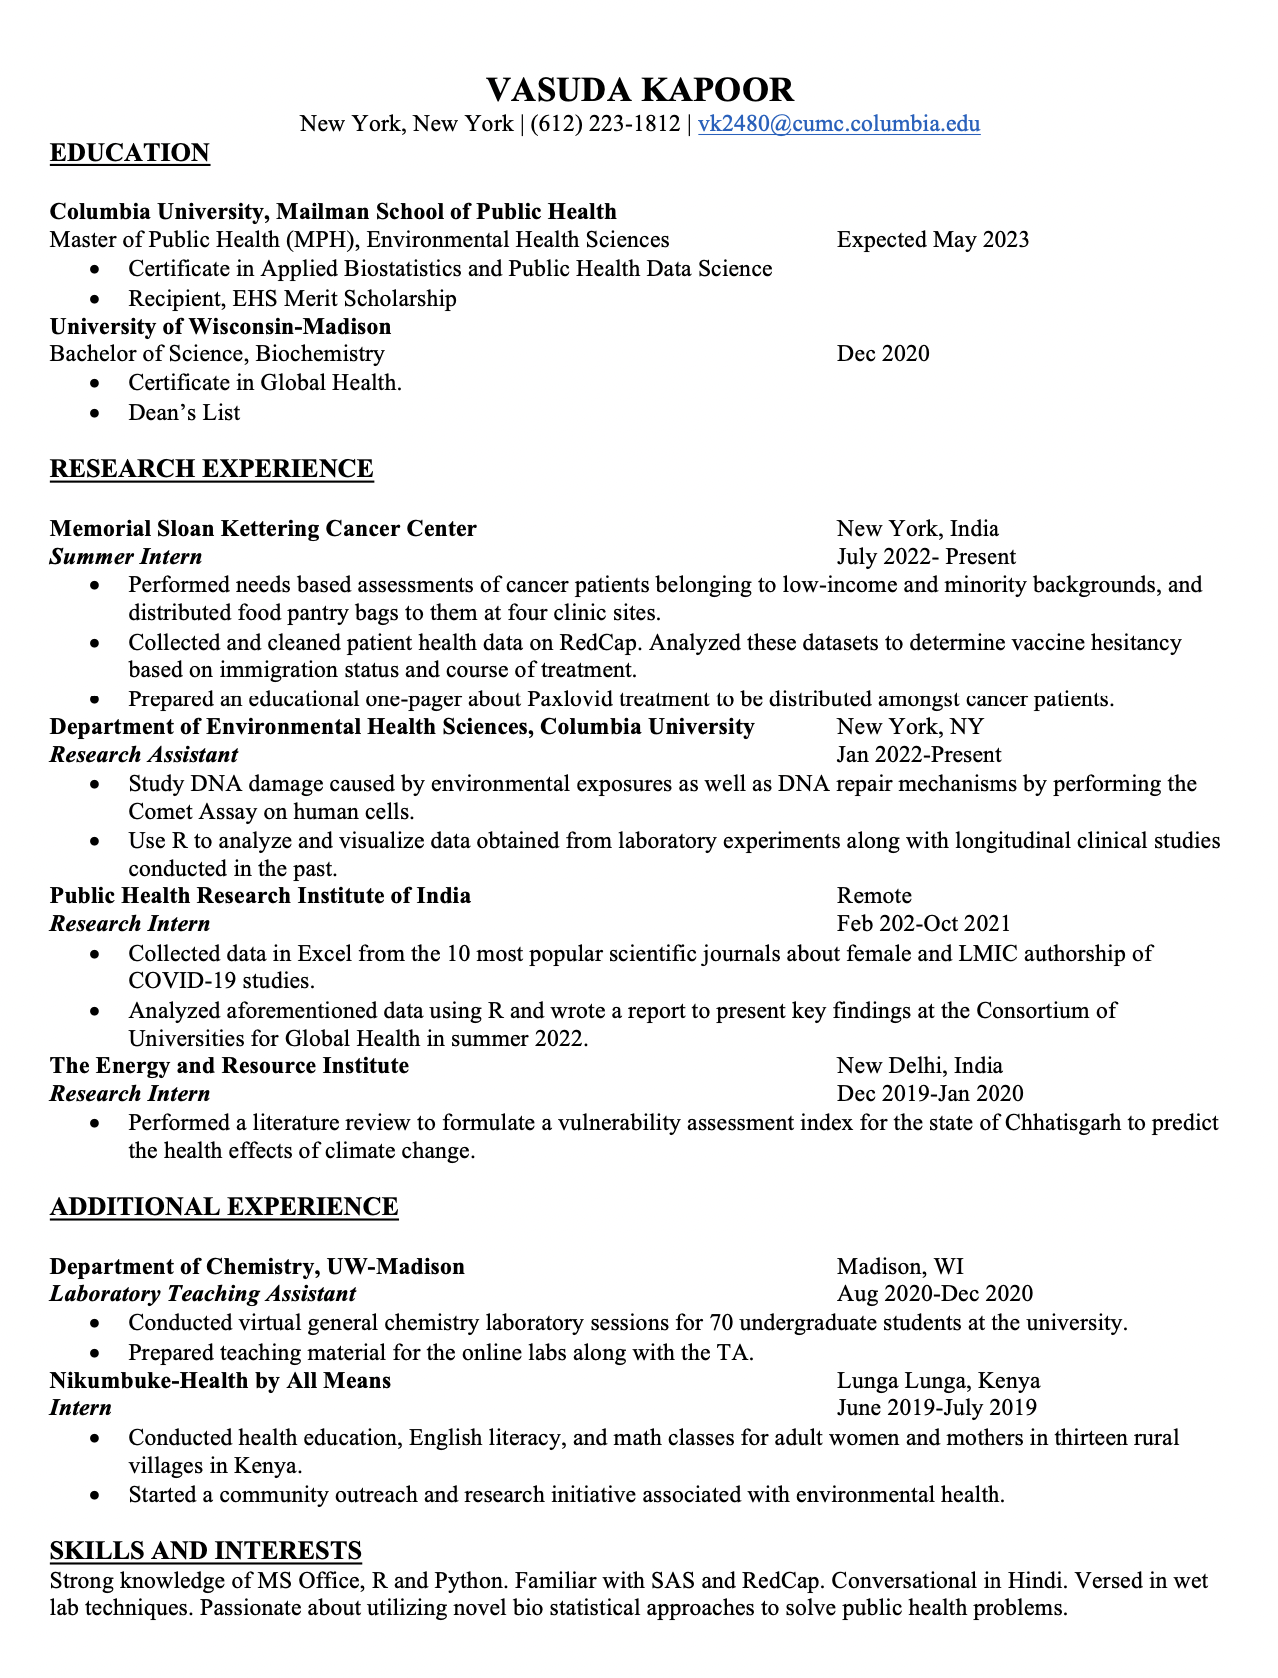 VASUDA KAPOOR
New York, New York | (612) 223-1812 | vk2480@cumc.columbia.edu
EDUCATION
Columbia University, Mailman School of Public Health
Master of Public Health (MPH), Environmental Health Sciences Expected May 2023
• Certificate in Applied Biostatistics and Public Health Data Science
• Recipient, EHS Merit Scholarship
University of Wisconsin-Madison
Bachelor of Science, Biochemistry Dec 2020
• Certificate in Global Health.
• Dean's List
RESEARCH EXPERIENCE
Memorial Sloan Kettering Cancer Center New York, India
Summer Intern July 2022- Present
• Performed needs based assessments of cancer patients belonging to low-income and minority backgrounds, and
distributed food pantry bags to them at four clinic sites.
• Collected and cleaned patient health data on RedCap. Analyzed these datasets to determine vaccine hesitancy
based on immigration status and course of treatment.
• Prepared an educational one-pager about Paxlovid treatment to be distributed amongst cancer patients.
Department of Environmental Health Sciences, Columbia University New York, NY
Research Assistant Jan 2022-Present
• Study DNA damage caused by environmental exposures as well as DNA repair mechanisms by performing the
Comet Assay on human cells.
• Use R to analyze and visualize data obtained from laboratory experiments along with longitudinal clinical studies
conducted in the past.
Public Health Research Institute of India Remote
Research Intern Feb 202-Oct 2021
• Collected data in Excel from the 10 most popular scientific journals about female and LMIC authorship of
COVID-19 studies.
• Analyzed aforementioned data using R and wrote a report to present key findings at the Consortium of
Universities for Global Health in summer 2022.
The Energy and Resource Institute New Delhi, India
Research Intern Dec 2019-Jan 2020
• Performed a literature review to formulate a vulnerability assessment index for the state of Chhatisgarh to predict
the health effects of climate change.
ADDITIONAL EXPERIENCE
Department of Chemistry, UW-Madison Madison, WI
Laboratory Teaching Assistant Aug 2020-Dec 2020
• Conducted virtual general chemistry laboratory sessions for 70 undergraduate students at the university.
• Prepared teaching material for the online labs along with the TA.
Nikumbuke-Health by All Means Lunga Lunga, Kenya
Intern June 2019-July 2019
• Conducted health education, English literacy, and math classes for adult women and mothers in thirteen rural
villages in Kenya.
• Started a community outreach and research initiative associated with environmental health.
SKILLS AND INTERESTS
Strong knowledge of MS Office, R and Python. Familiar with SAS and RedCap. Conversational in Hindi. Versed in wet
lab techniques. Passionate about utilizing novel bio statistical approaches to solve public health problems.